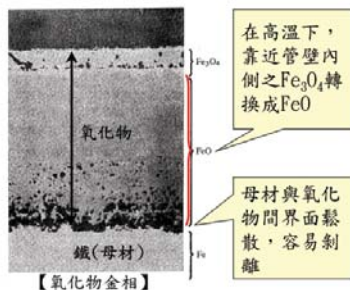 在高溫下，
靠近管壁內
側之Fe₃O₄轉
換成FeO
Fe₃O₄
氧化物
FeO
母材與氧化
物間界面鬆
散，容易剝
離
鐵(母材)
Fe
【氧化物金相】